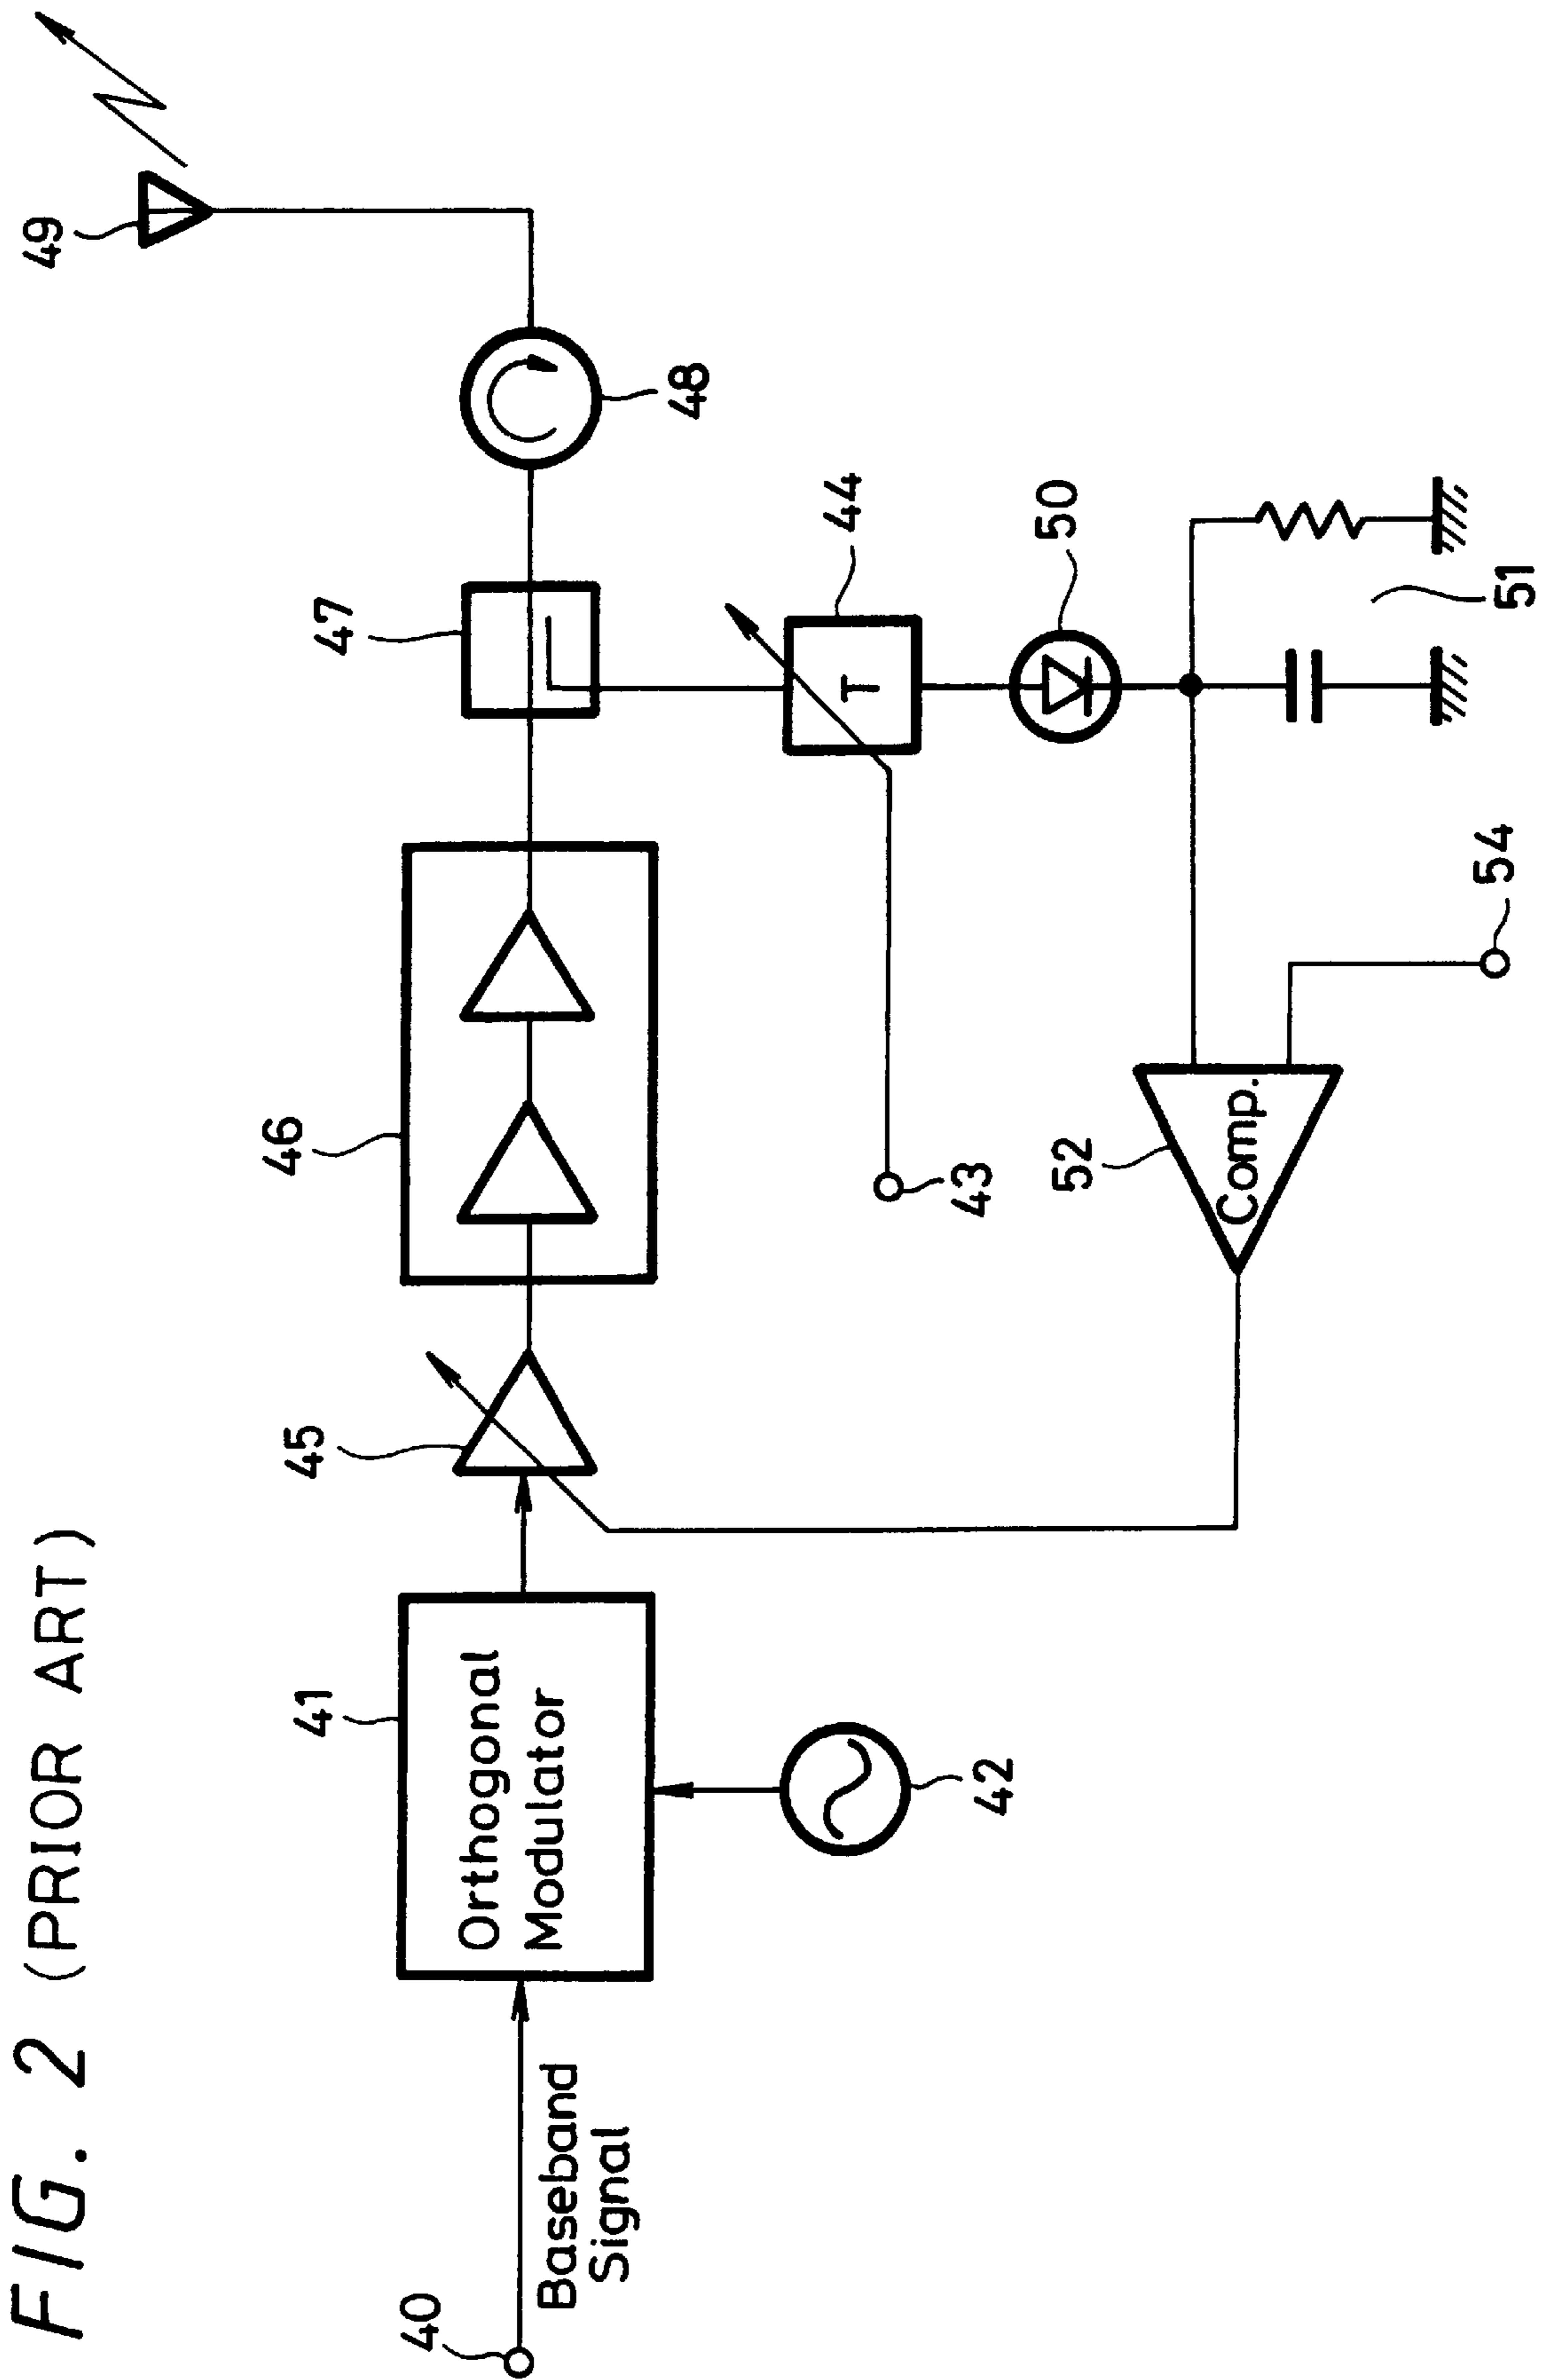 FIG. 2 (PRIOR ART)
49
47
46
45
41
40
Orthogonal
Modulator
Baseband
Signal
48
44
T
50
43
42
52
Comp.
54
51